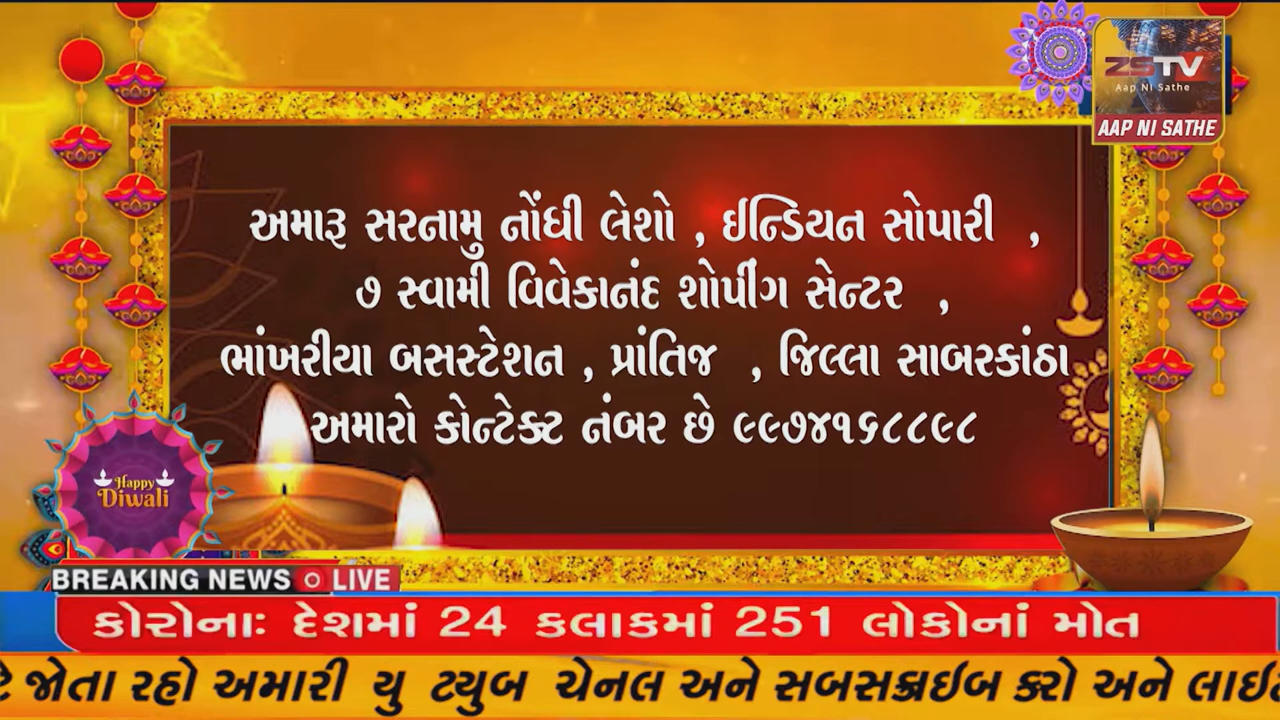 ZSTV
Aap Ni Sathe
AAP NI SATHE
અમારૂ સરનામુ નોંધી લેશો , ઈન્ડિયન સોપારી ,
૭ સ્વામી વિવેકાનંદ શોપીંગ સેન્ટર ,
ભાંખરીયા બસસ્ટેશન , પ્રાંતિજ , જિલ્લા સાબરકાંઠા
અમારો કોન્ટેક્ટ નંબર છે ૯૯૭૪૧૬૮૮૯૮
Happy
Diwali
BREAKING NEWS LIVE
કોરોનાઃ દેશમાં 24 કલાકમાં 251 લોકોનાં મોત
જોતા રહો અમારી યુ ટ્યુબ ચેનલ અને સબસક્રાઇબ કરો અને